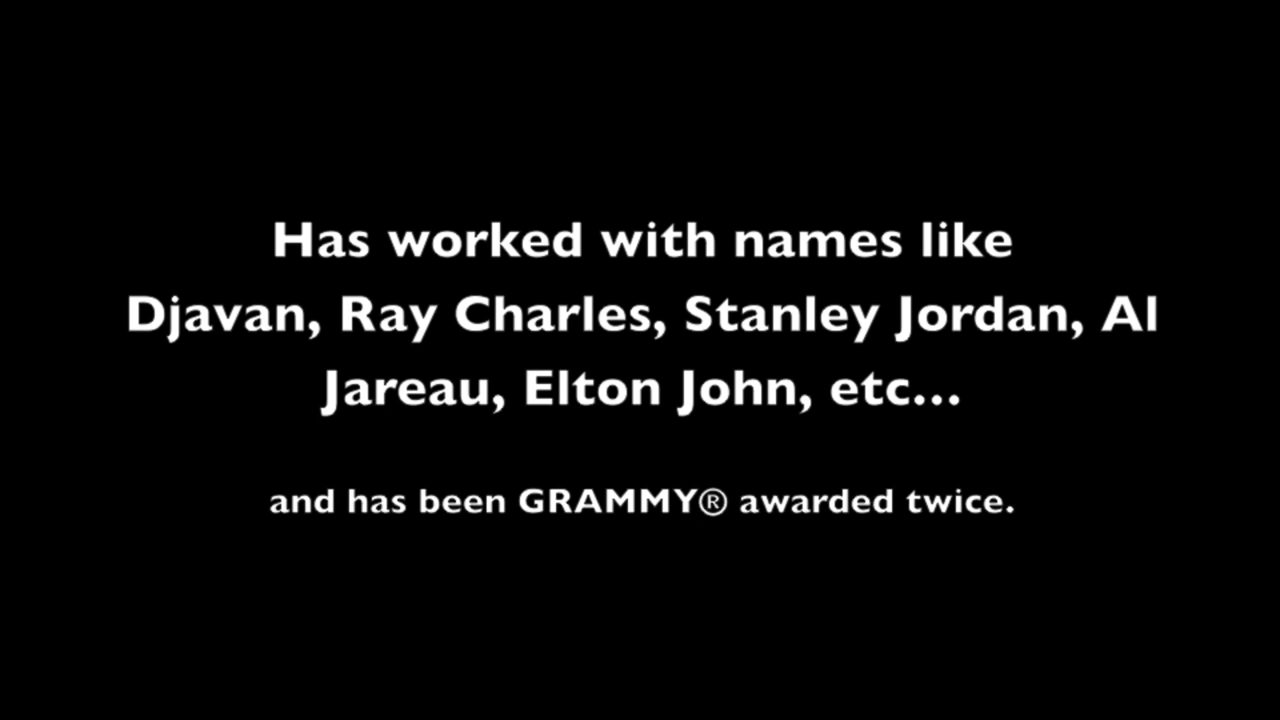 Has worked with names like
Djavan, Ray Charles, Stanley Jordan, Al
Jareau, Elton John, etc...
and has been GRAMMY® awarded twice.